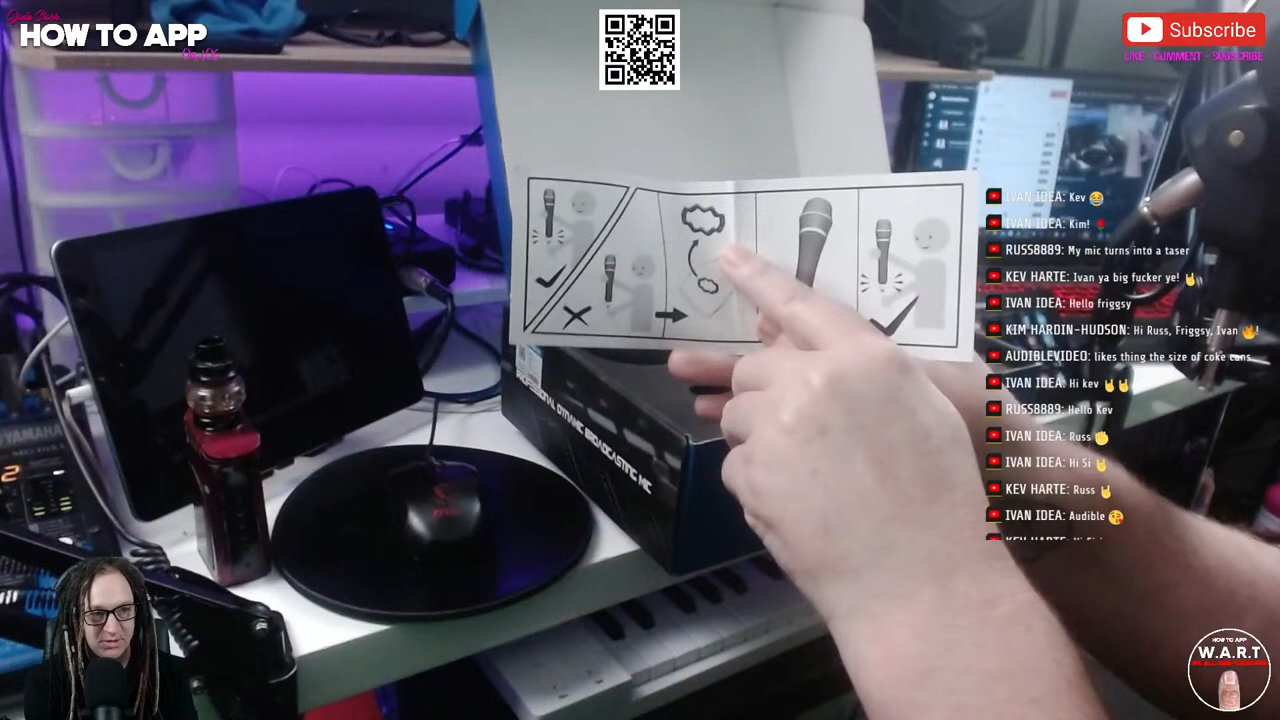 HOW TO APP
Subscribe
LIKE - COMMENT - SUBSCRIBE
IVAN IDEA: Kev 😂
IVAN IDEA: Kim! 🌹
RUSS8889: My mic turns into a taser
KEV HARTE: Ivan ya big fucker ye! 🤘
IVAN IDEA: Hello friggsy
KIM HARDIN-HUDSON: Hi Russ, Friggsy, Ivan 🔥!
AUDIBLEVIDEO: likes thing the size of coke cans
IVAN IDEA: Hi kev 🤘🤘
RUSS8889: Hello Kev
IVAN IDEA: Russ ✊
IVAN IDEA: Hi Si 🤘
KEV HARTE: Russ 🤘
IVAN IDEA: Audible 😘
PROFESSIONAL DYNAMIC BROADCASTING MIC
YAMAHA
2
HOW TO APP
W.A.R.T